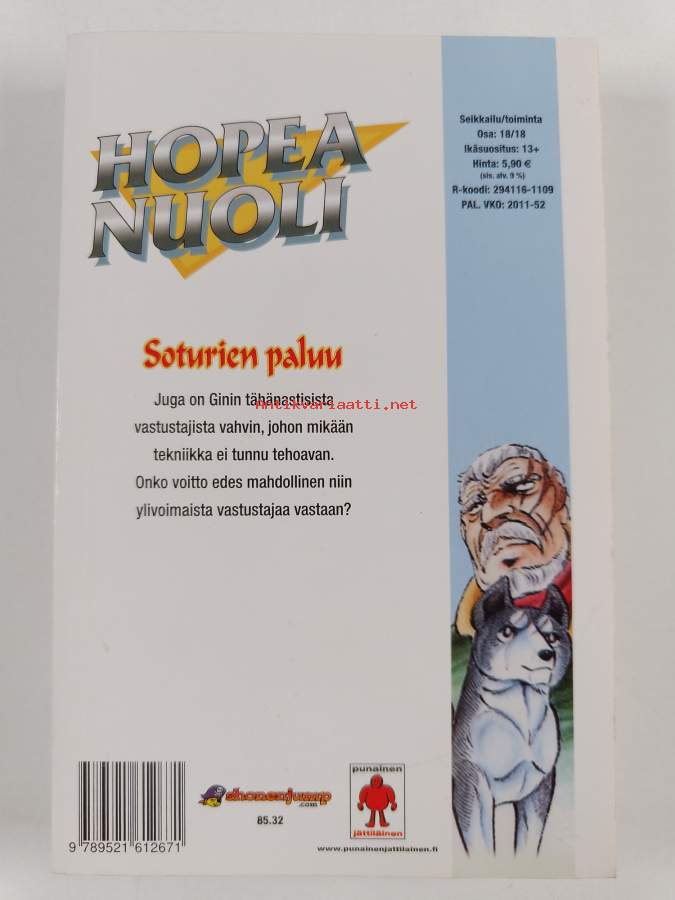 HOPEA
NUOLI
Seikkailu/toiminta
Osa: 18/18
Ikäsuositus: 13+
Hinta: 5,90 €
(sis. alv. 9 %)
R-koodi: 294116-1109
PAL. VKO: 2011-52
Soturien paluu
Juga on Ginin tähänastisista
Antikvariaatti.net
vastustajista vahvin, johon mikään
tekniikka ei tunnu tehoavan.
Onko voitto edes mahdollinen niin
ylivoimaista vastustajaa vastaan?
9 789521 612671
shonenjump
.com
85.32
punainen
jättiläinen
www.punainenjattilainen.fi